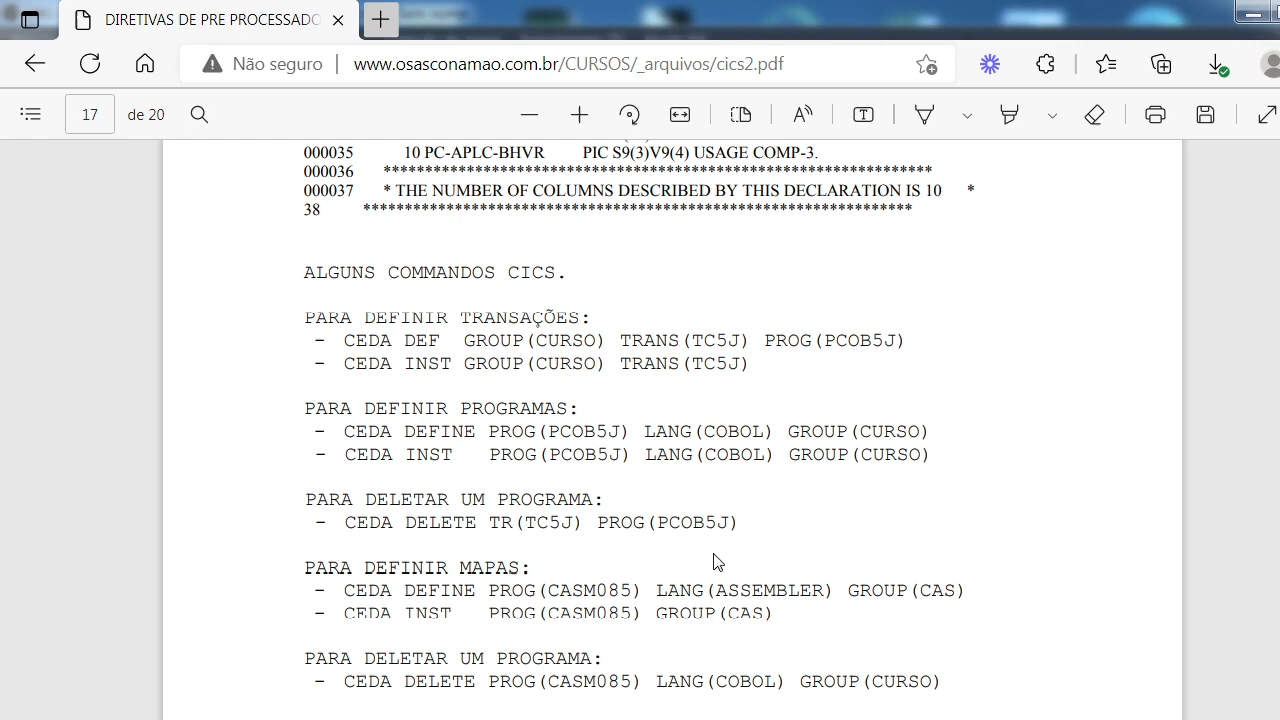 DIRETIVAS DE PRE PROCESSADO
Não seguro | www.osasconamao.com.br/CURSOS/_arquivos/cics2.pdf
17 de 20
000035 10 PC-APLC-BHVR PIC S9(3)V9(4) USAGE COMP-3.
000036 ******************************************************************
000037 * THE NUMBER OF COLUMNS DESCRIBED BY THIS DECLARATION IS 10 *
38 ******************************************************************
ALGUNS COMMANDOS CICS.
PARA DEFINIR TRANSAÇÕES:
- CEDA DEF GROUP(CURSO) TRANS(TC5J) PROG(PCOB5J)
- CEDA INST GROUP(CURSO) TRANS(TC5J)
PARA DEFINIR PROGRAMAS:
- CEDA DEFINE PROG(PCOB5J) LANG(COBOL) GROUP(CURSO)
- CEDA INST PROG(PCOB5J) LANG(COBOL) GROUP(CURSO)
PARA DELETAR UM PROGRAMA:
- CEDA DELETE TR(TC5J) PROG(PCOB5J)
PARA DEFINIR MAPAS:
- CEDA DEFINE PROG(CASM085) LANG(ASSEMBLER) GROUP(CAS)
- CEDA INST PROG(CASM085) GROUP(CAS)
PARA DELETAR UM PROGRAMA:
- CEDA DELETE PROG(CASM085) LANG(COBOL) GROUP(CURSO)